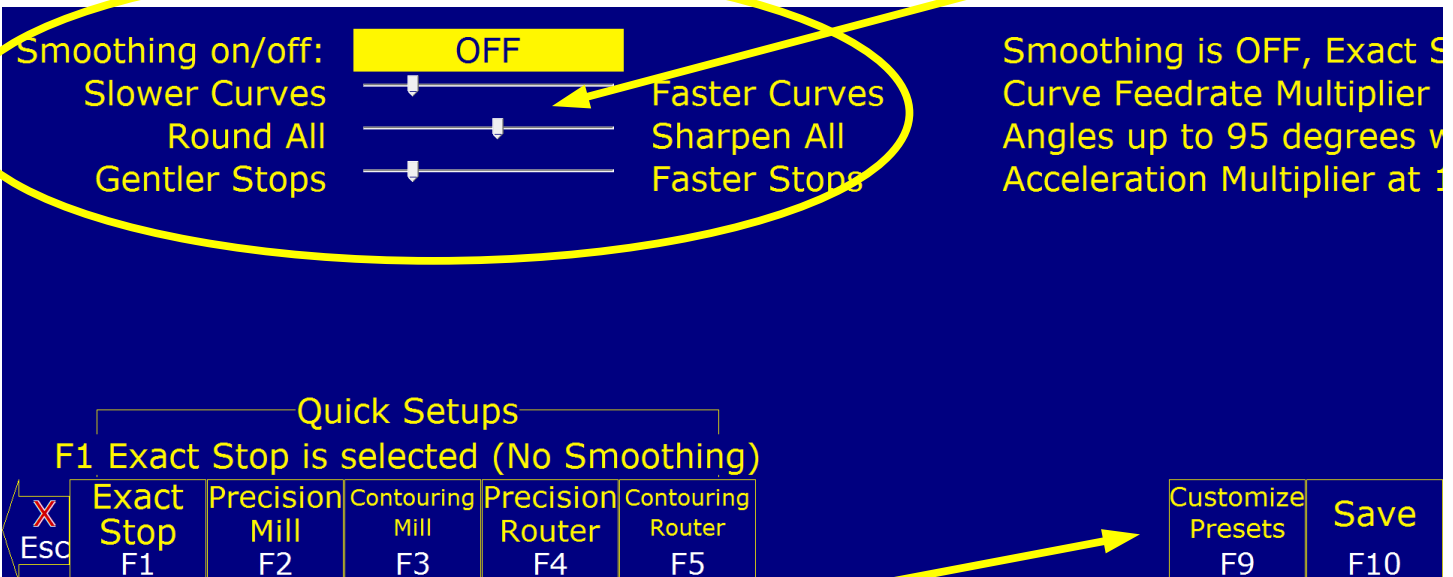 Smoothing on/off: OFF Smoothing is OFF, Exact
Slower Curves Faster Curves Curve Feedrate Multiplier
Round All Sharpen All Angles up to 95 degrees
Gentler Stops Faster Stops Acceleration Multiplier at
Quick Setups
F1 Exact Stop is selected (No Smoothing)
X
Esc
Exact
Stop
F1
Precision
Mill
F2
Contouring
Mill
F3
Precision
Router
F4
Contouring
Router
F5
Customize
Presets
F9
Save
F10